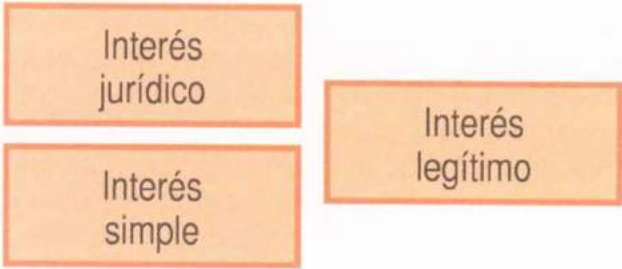 Interés
jurídico
Interés
simple
Interés
legítimo